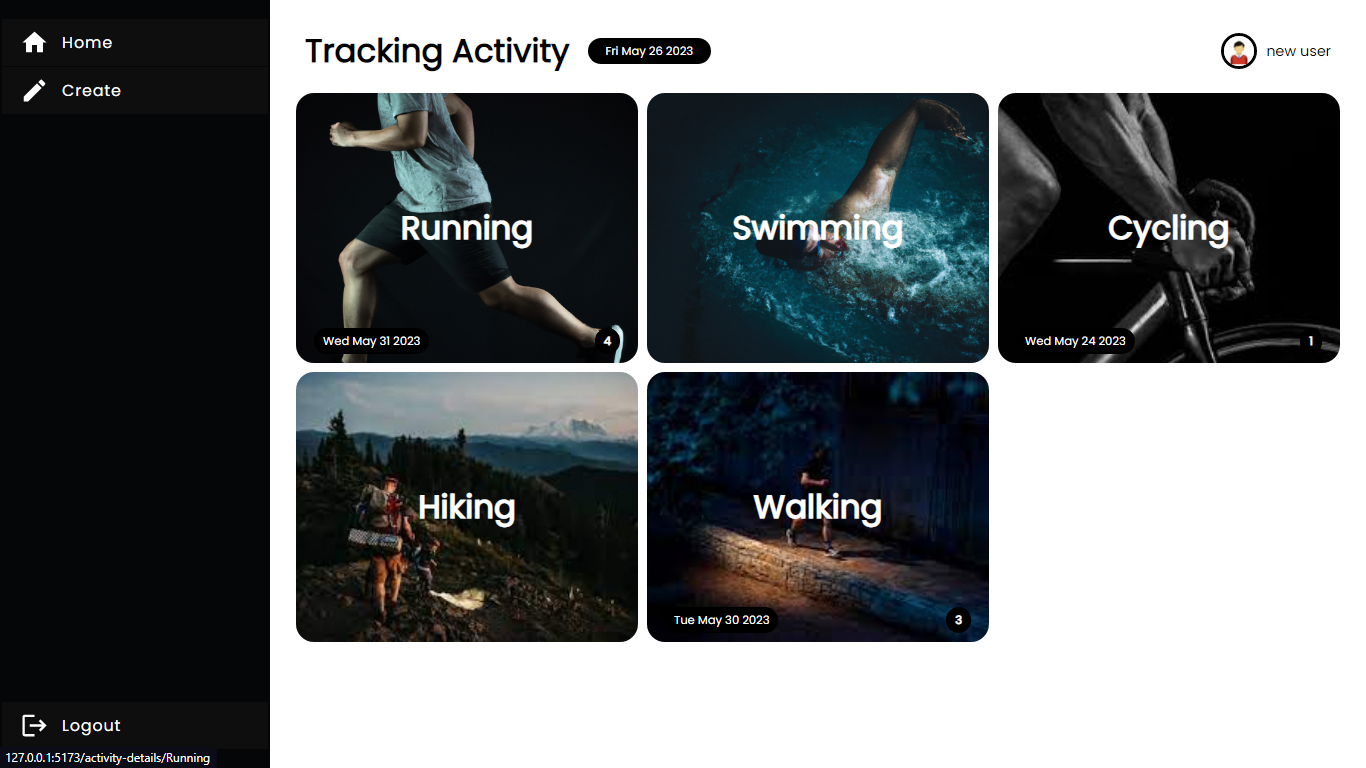 Home
Create
Tracking Activity
Fri May 26 2023
new user
Running
Wed May 31 2023
4
Swimming
Cycling
Wed May 24 2023
1
Hiking
Walking
Tue May 30 2023
3
Logout
127.0.0.1:5173/activity-details/Running